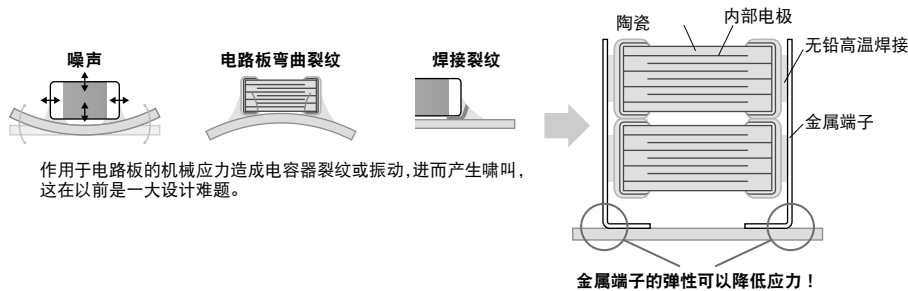 噪声
电路板弯曲裂纹
焊接裂纹
作用于电路板的机械应力造成电容器裂纹或振动，进而产生啸叫，
这在以前是一大设计难题。
陶瓷
内部电极
无铅高温焊接
金属端子
金属端子的弹性可以降低应力！